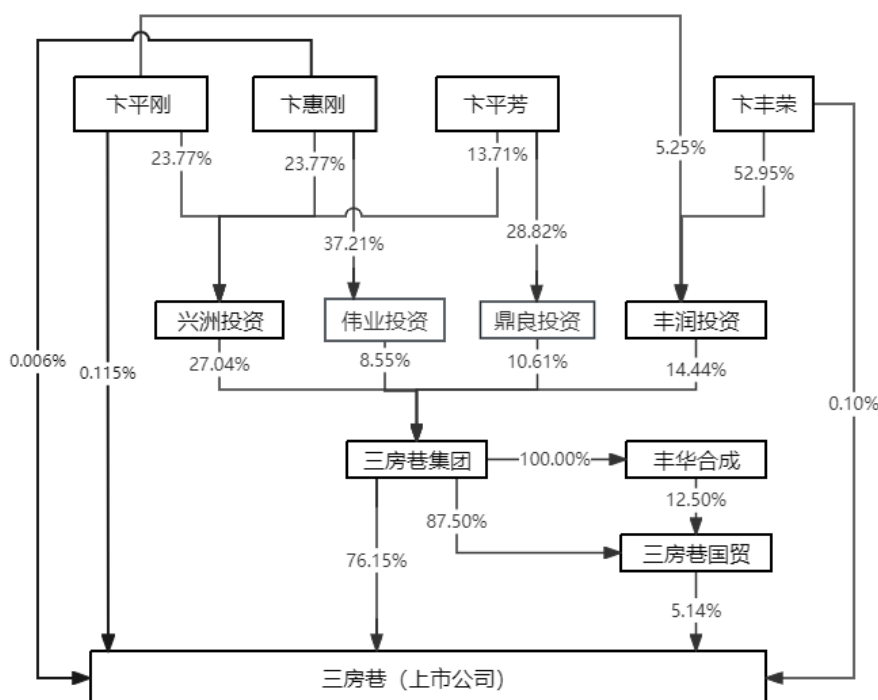 卞平刚
卞惠刚
卞平芳
卞丰荣
23.77%
23.77%
13.71%
5.25%
52.95%
37.21%
28.82%
兴洲投资
伟业投资
鼎良投资
丰润投资
0.006%
0.115%
27.04%
8.55%
10.61%
14.44%
0.10%
三房巷集团
100.00%
丰华合成
12.50%
87.50%
76.15%
三房巷国贸
5.14%
三房巷（上市公司）